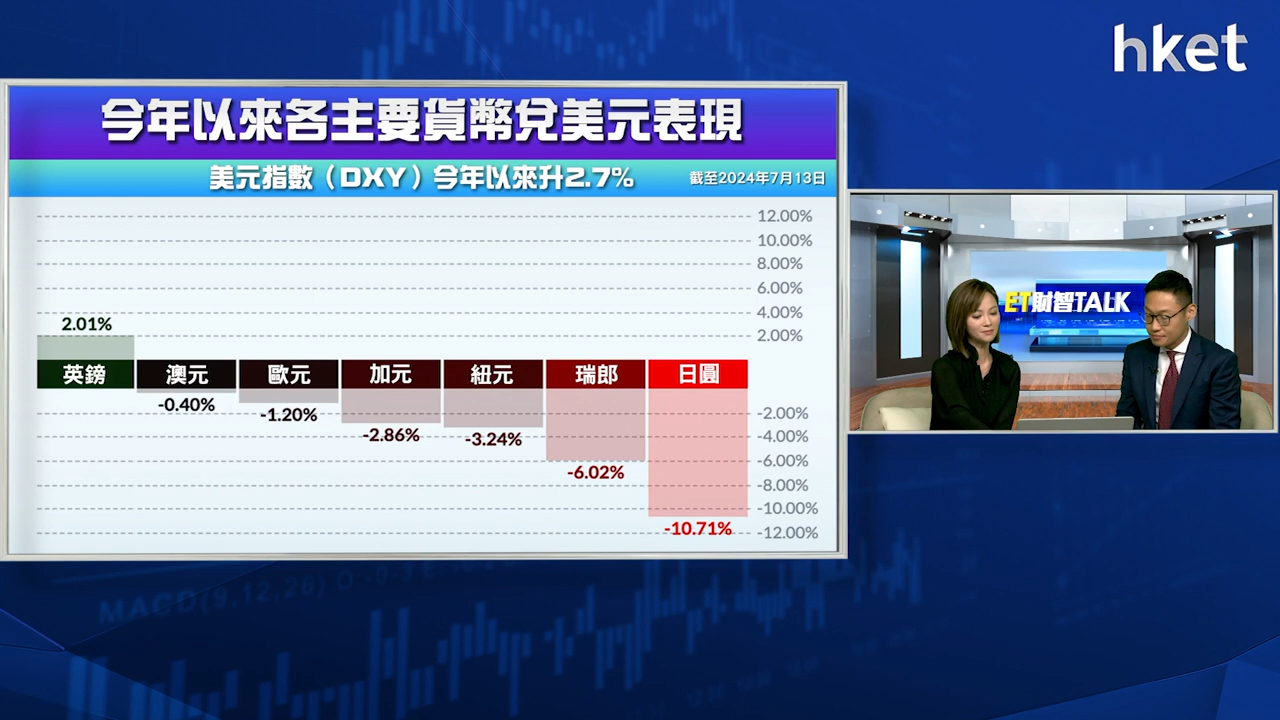 hket
今年以來各主要貨幣兌美元表現
美元指數（DXY）今年以來升2.7%
截至2024年7月13日
12.00%
10.00%
8.00%
6.00%
4.00%
2.00%
2.01%
英鎊 澳元 歐元 加元 紐元 瑞郎 日圓
-0.40%
-1.20%
-2.86%
-3.24%
-6.02%
-10.71%
-2.00%
-4.00%
-6.00%
-8.00%
-10.00%
-12.00%
ET財智TALK
MACD(9,12,26)